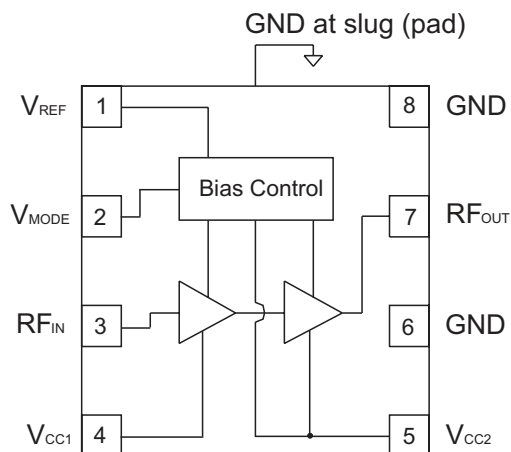 GND at slug (pad)
VREF 1 8 GND
Bias Control
VMODE 2 7 RFOUT
RFIN 3 6 GND
VCC1 4 5 VCC2